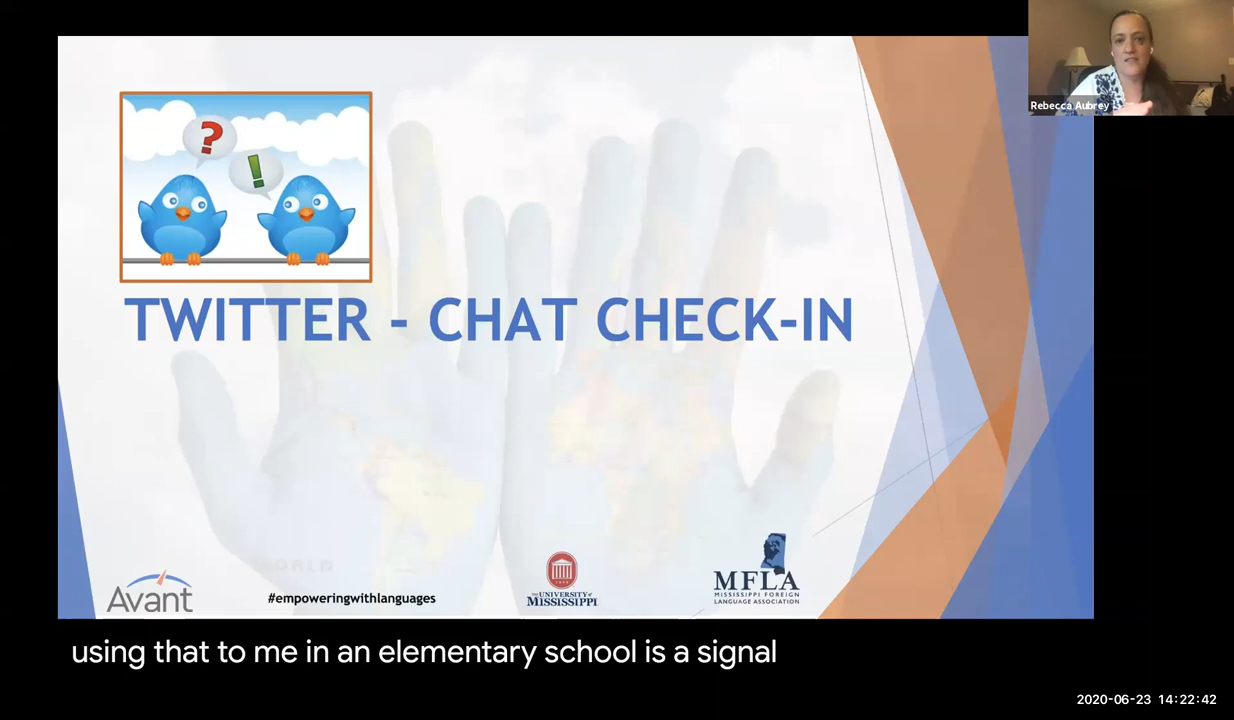 Rebecca Aubrey
?
!
TWITTER - CHAT CHECK-IN
Avant
#empoweringwithlanguages
THE UNIVERSITY of
MISSISSIPPI
MFLA
MISSISSIPPI FOREIGN
LANGUAGE ASSOCIATION
using that to me in an elementary school is a signal
2020-06-23 14:22:42